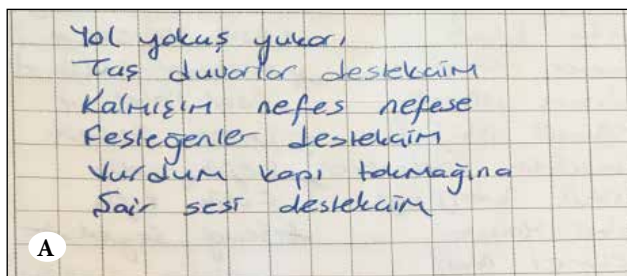 Yol yokuş yukarı
Taş duvarlar destekçim
Kalmışım nefes nefese
Fesleğenler destekçim
Vurdum kapı tokmağına
Şair sesi destekçim
A